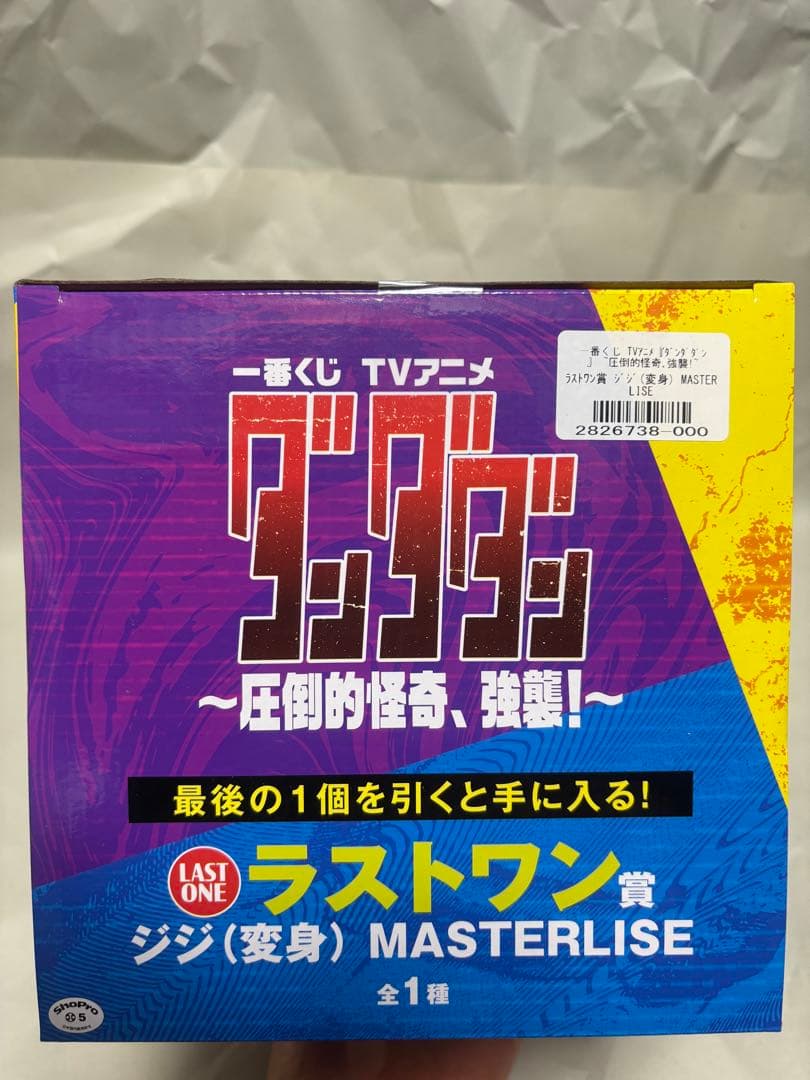 一番くじ TVアニメ
ダンダダン
～圧倒的怪奇、強襲!～
一番くじ TVアニメ『ダンダダン
』 ~圧倒的怪奇、強襲!~
ラストワン賞 ジジ(変身) MASTER
LISE
2826738-000
最後の1個を引くと手に入る!
LAST
ONE
ラストワン賞
ジジ(変身) MASTERLISE
全1種
ShoPro
5